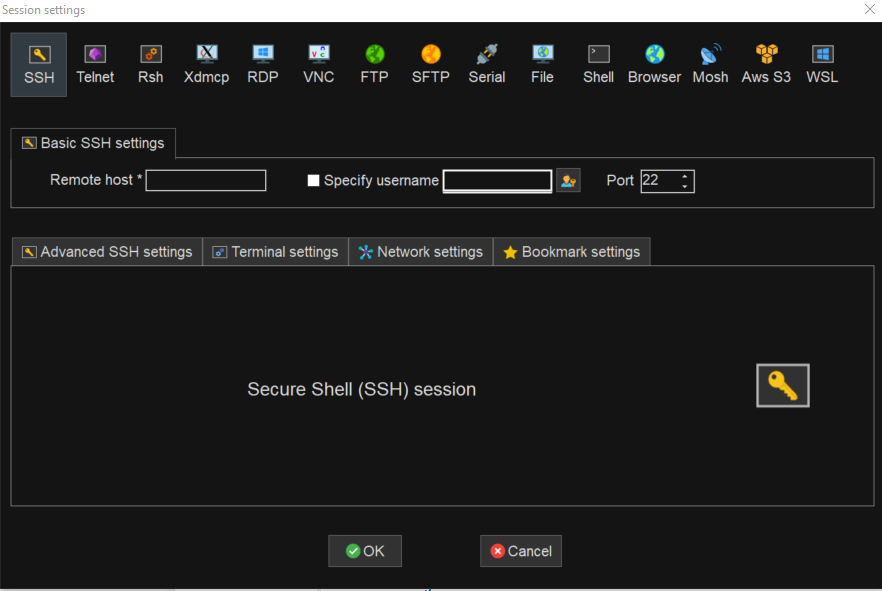 Session settings
SSH Telnet Rsh Xdmcp RDP VNC FTP SFTP Serial File Shell Browser Mosh Aws S3 WSL
Basic SSH settings
Remote host * Specify username Port 22
Advanced SSH settings Terminal settings Network settings Bookmark settings
Secure Shell (SSH) session
OK Cancel